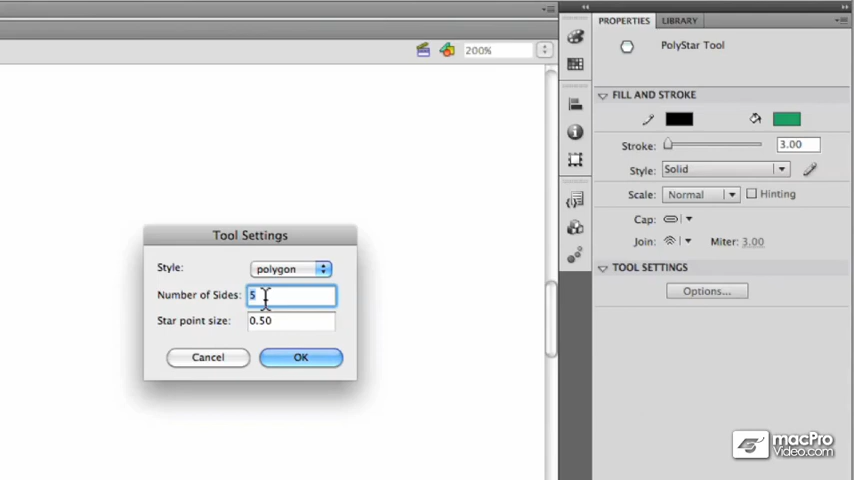 200%
PROPERTIES LIBRARY
PolyStar Tool
FILL AND STROKE
Stroke: 3.00
Style: Solid
Scale: Normal Hinting
Cap:
Join: Miter: 3.00
TOOL SETTINGS
Options...
Tool Settings
Style: polygon
Number of Sides: 5
Star point size: 0.50
Cancel OK
macPro
Video.com